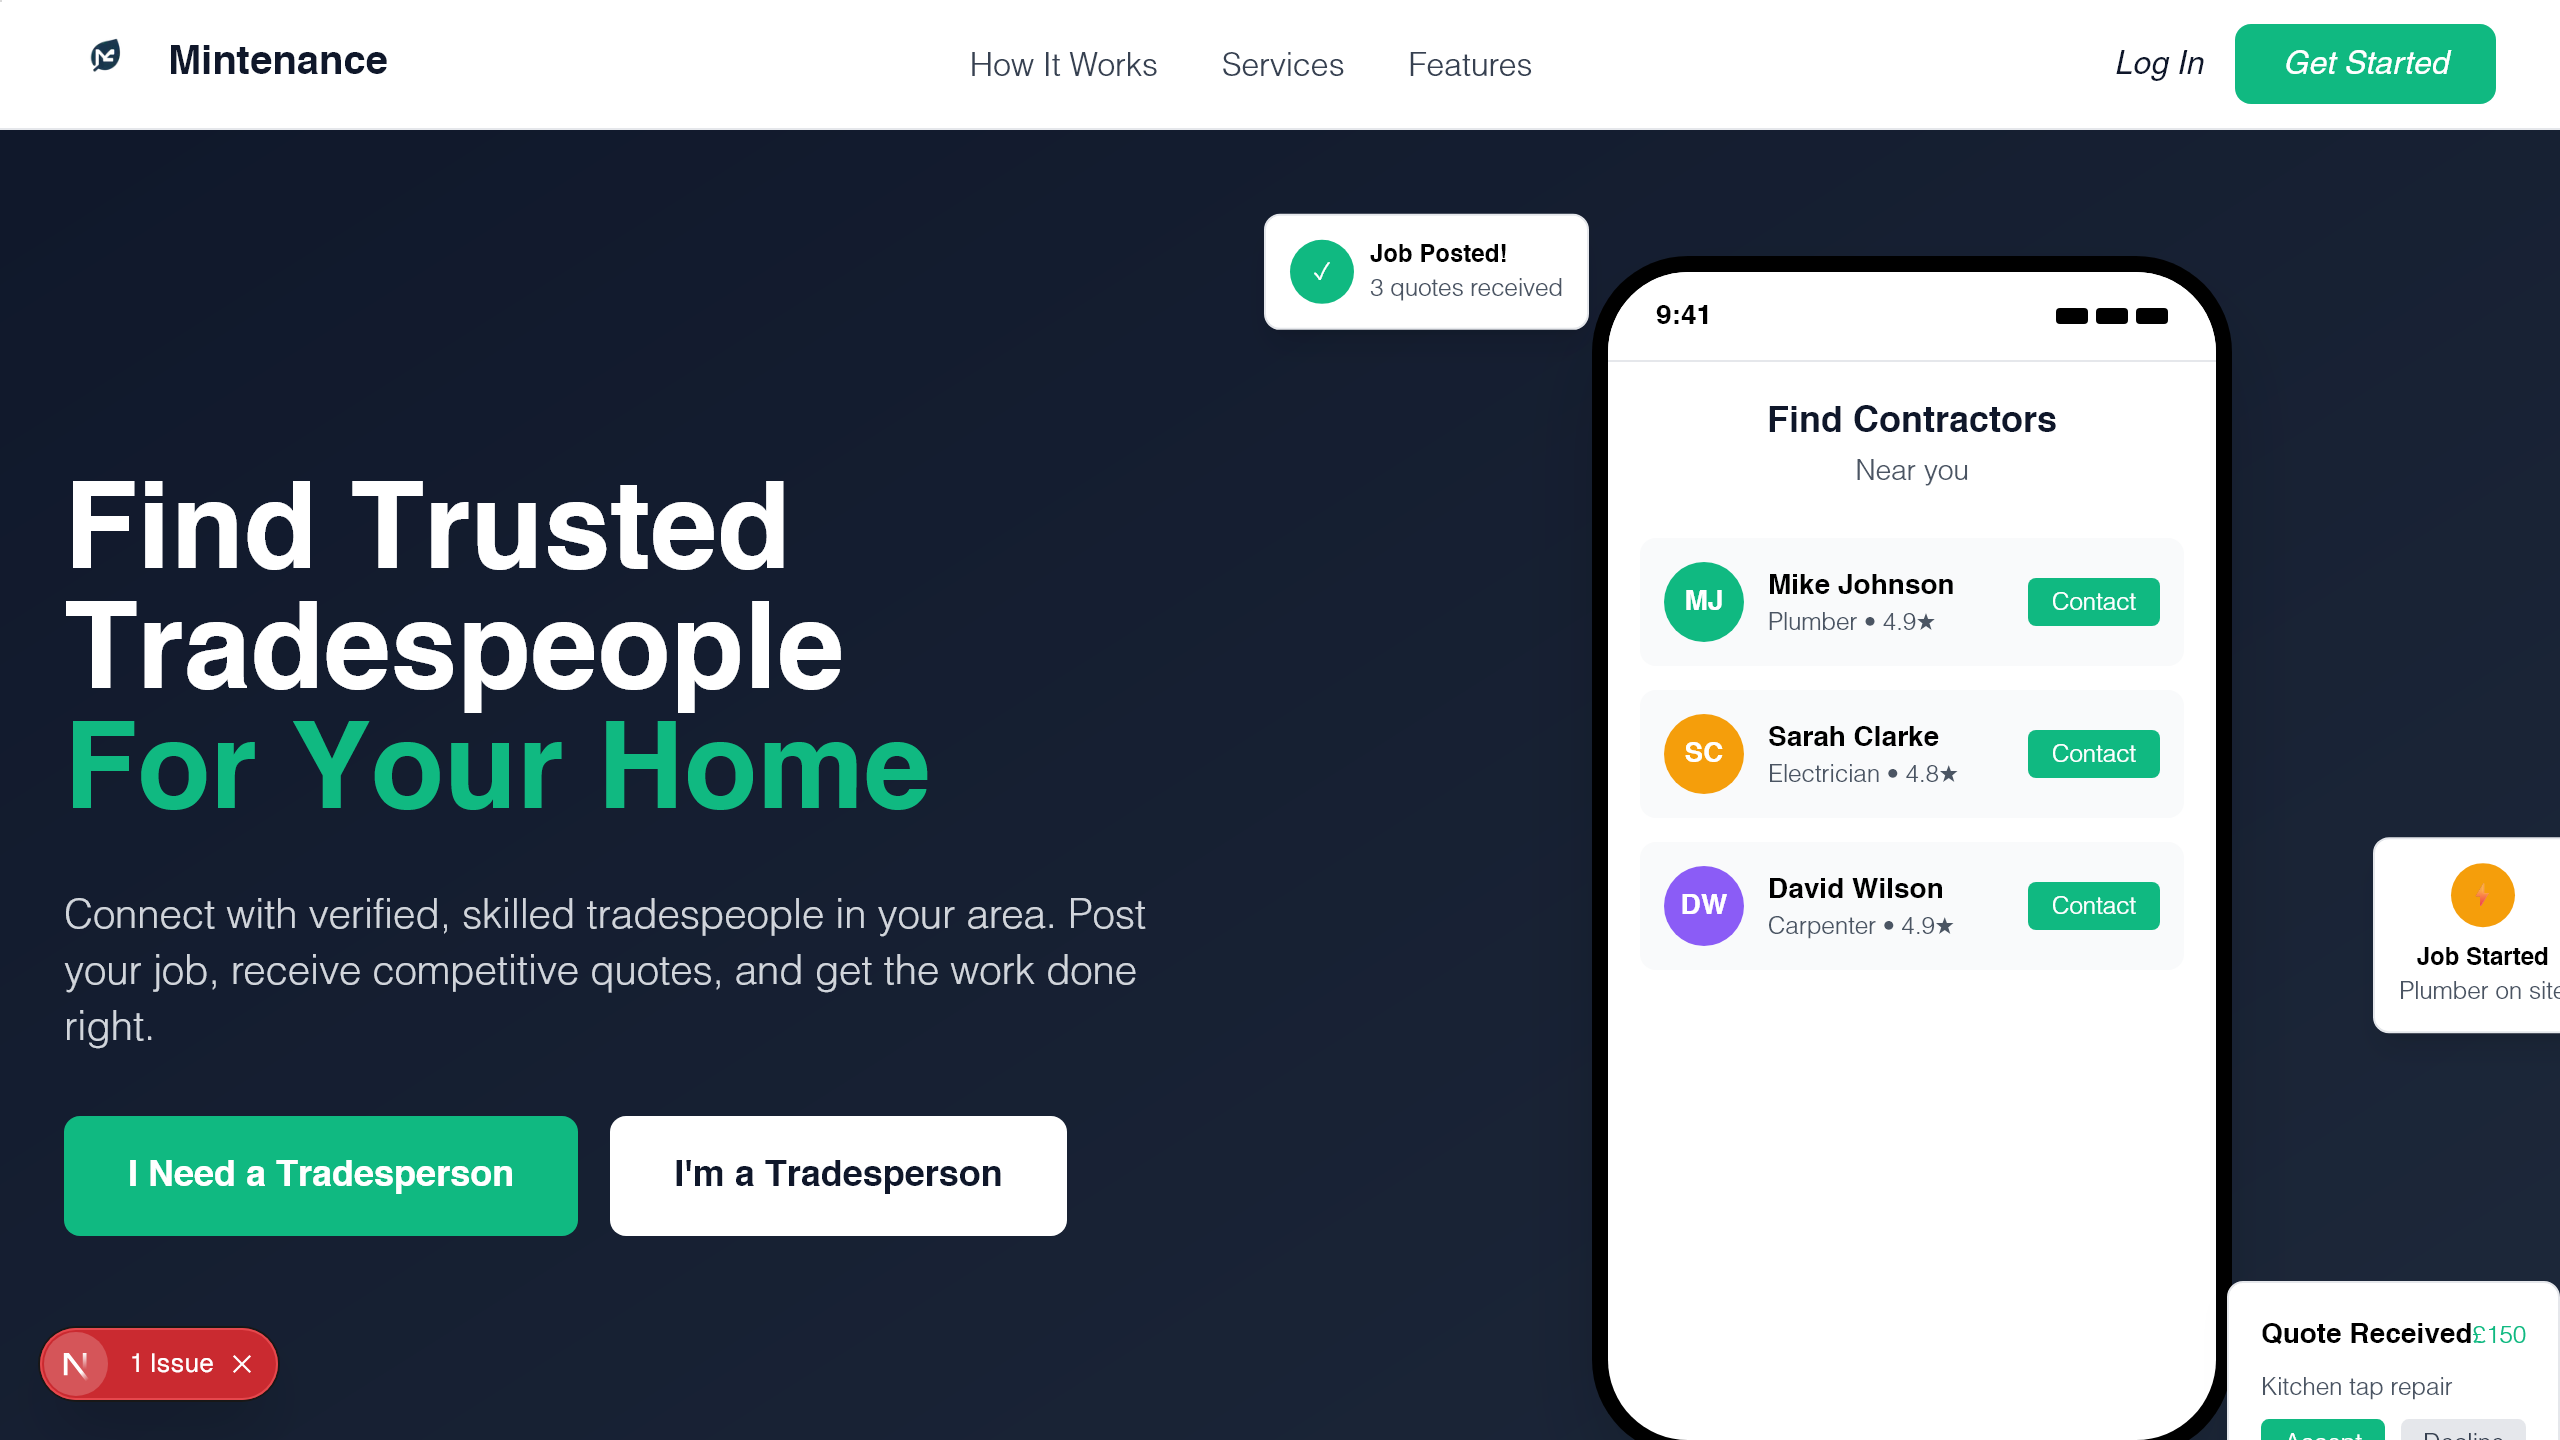 Mintenance
How It Works
Services
Features
Log In
Get Started
Find Trusted
Tradespeople
For Your Home
Connect with verified, skilled tradespeople in your area. Post
your job, receive competitive quotes, and get the work done
right.
I Need a Tradesperson
I'm a Tradesperson
N
1 Issue
✓
Job Posted!
3 quotes received
9:41
Find Contractors
Near you
MJ
Mike Johnson
Plumber • 4.9★
Contact
SC
Sarah Clarke
Electrician • 4.8★
Contact
DW
David Wilson
Carpenter • 4.9★
Contact
Job Started
Plumber on site
Quote Received £150
Kitchen tap repair
Accept
Decline